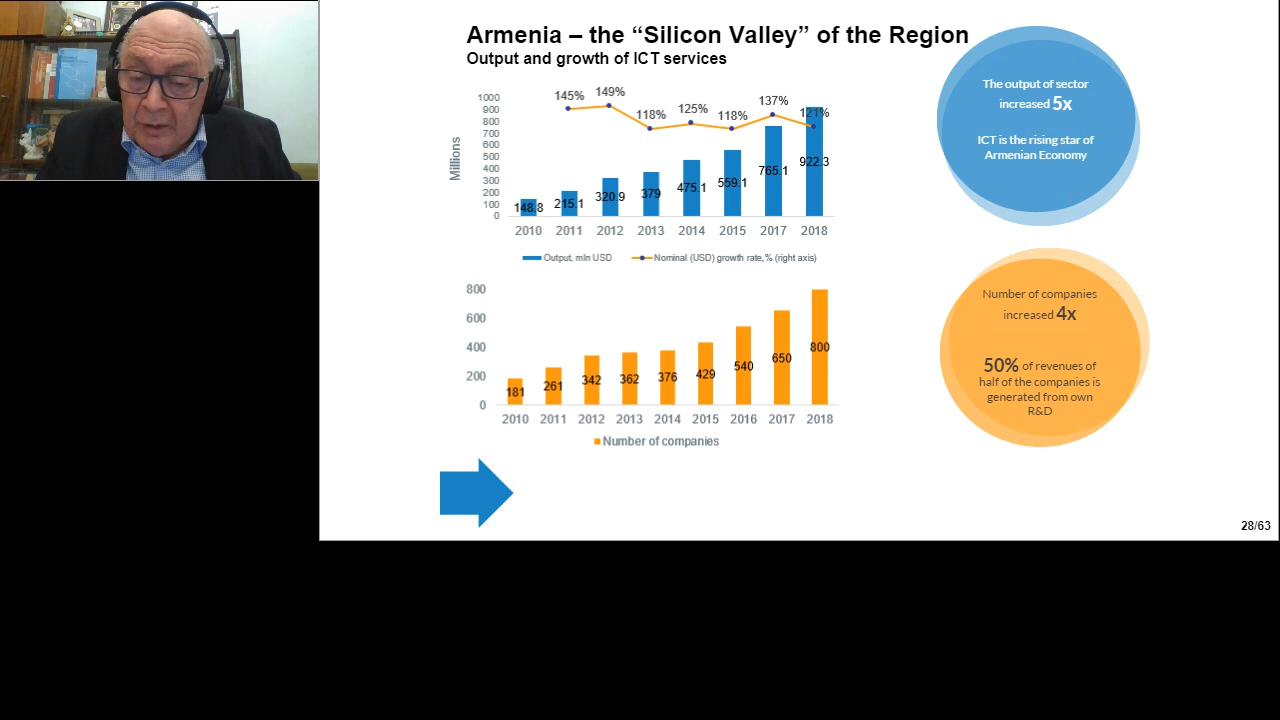 Armenia – the “Silicon Valley” of the Region
Output and growth of ICT services
Millions
1000
900
800
700
600
500
400
300
200
100
0
145%
149%
118%
125%
118%
137%
121%
148.8
215.1
320.9
379
475.1
559.1
765.1
922.3
2010 2011 2012 2013 2014 2015 2017 2018
Output, mln USD Nominal (USD) growth rate,% (right axis)
The output of sector
increased 5x
ICT is the rising star of
Armenian Economy
800
600
400
200
0
181
261
342
362
376
429
540
650
800
2010 2011 2012 2013 2014 2015 2016 2017 2018
Number of companies
Number of companies
increased 4x
50% of revenues of
half of the companies is
generated from own
R&D
28/63